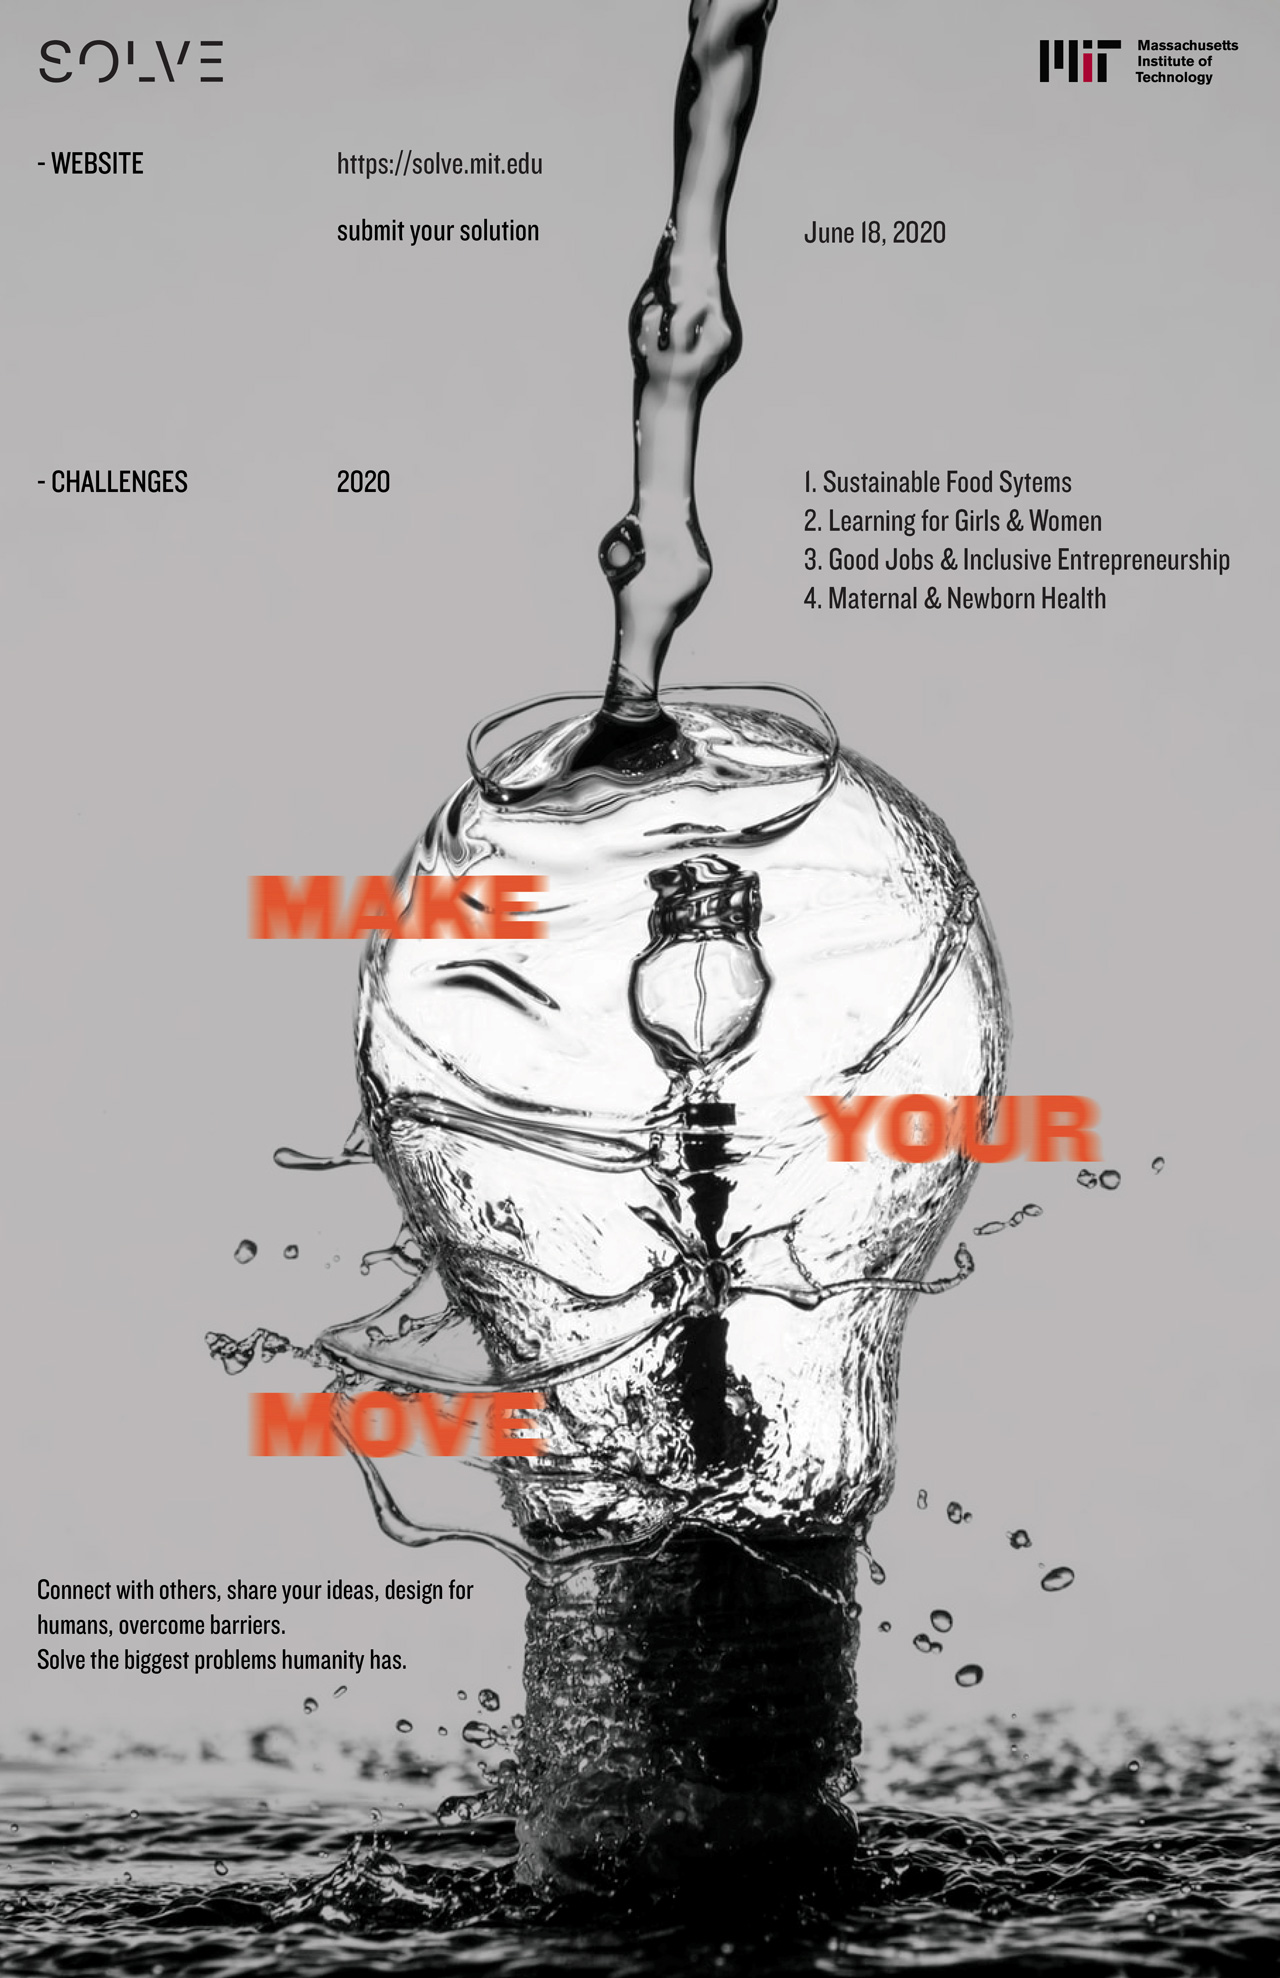 SOLVE
MIT Massachusetts
Institute of
Technology
- WEBSITE
https://solve.mit.edu
submit your solution
June 18, 2020
- CHALLENGES
2020
1. Sustainable Food Sytems
2. Learning for Girls & Women
3. Good Jobs & Inclusive Entrepreneurship
4. Maternal & Newborn Health
MAKE
YOUR
MOVE
Connect with others, share your ideas, design for
humans, overcome barriers.
Solve the biggest problems humanity has.